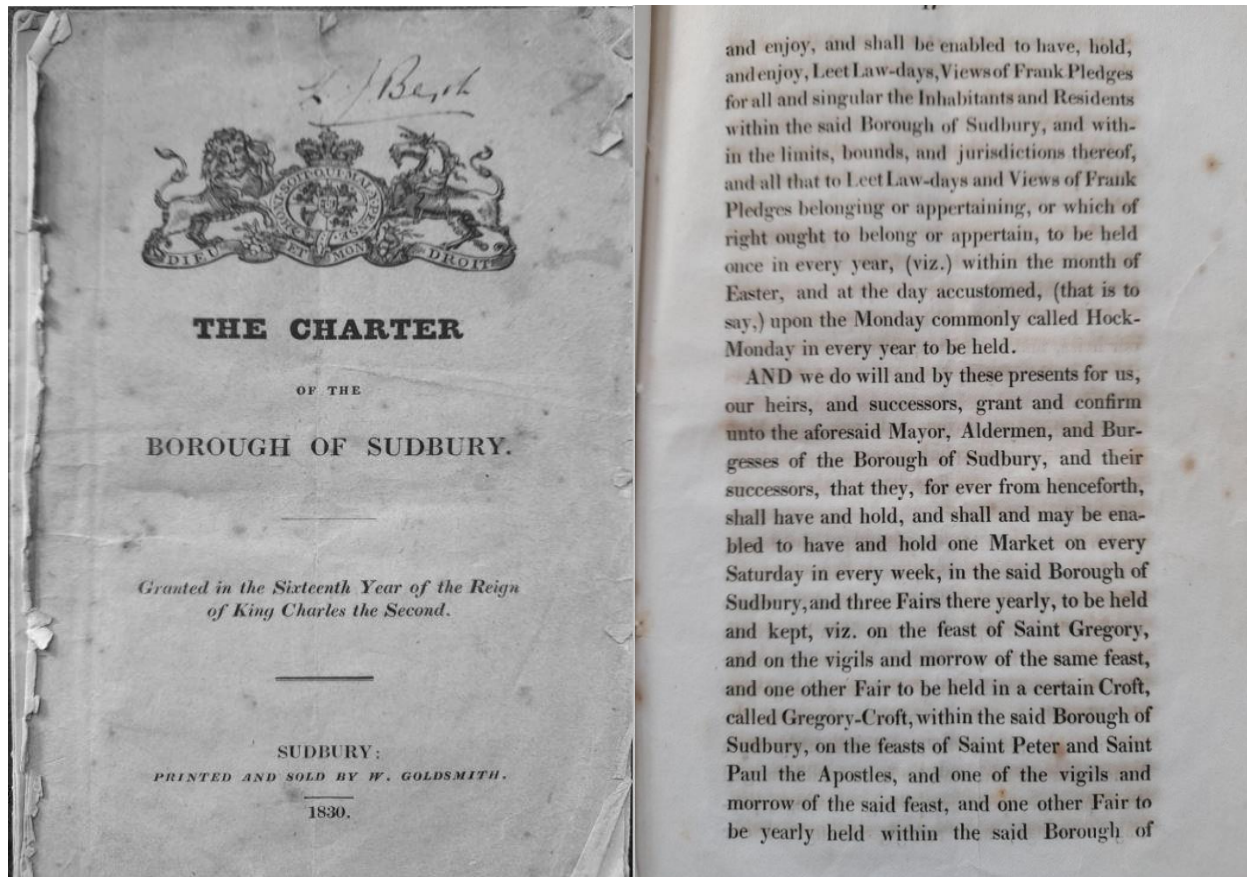 HONI SOIT QUI MAL Y PENSE
DIEU ET MON DROIT
THE CHARTER
OF THE
BOROUGH OF SUDBURY.
Granted in the Sixteenth Year of the Reign
of King Charles the Second.
SUDBURY:
PRINTED AND SOLD BY W. GOLDSMITH.
1830.
and enjoy, and shall be enabled to have, hold,
and enjoy, Leet Law-days, Views of Frank Pledges
for all and singular the Inhabitants and Residents
within the said Borough of Sudbury, and with-
in the limits, bounds, and jurisdictions thereof,
and all that to Leet Law-days and Views of Frank
Pledges belonging or appertaining, or which of
right ought to belong or appertain, to be held
once in every year, (viz.) within the month of
Easter, and at the day accustomed, (that is to
say,) upon the Monday commonly called Hock-
Monday in every year to be held.
AND we do will and by these presents for us,
our heirs, and successors, grant and confirm
unto the aforesaid Mayor, Aldermen, and Bur-
gesses of the Borough of Sudbury, and their
successors, that they, for ever from henceforth,
shall have and hold, and shall and may be ena-
bled to have and hold one Market on every
Saturday in every week, in the said Borough of
Sudbury, and three Fairs there yearly, to be held
and kept, viz. on the feast of Saint Gregory,
and on the vigils and morrow of the same feast,
and one other Fair to be held in a certain Croft,
called Gregory-Croft, within the said Borough of
Sudbury, on the feasts of Saint Peter and Saint
Paul the Apostles, and one of the vigils and
morrow of the said feast, and one other Fair to
be yearly held within the said Borough of